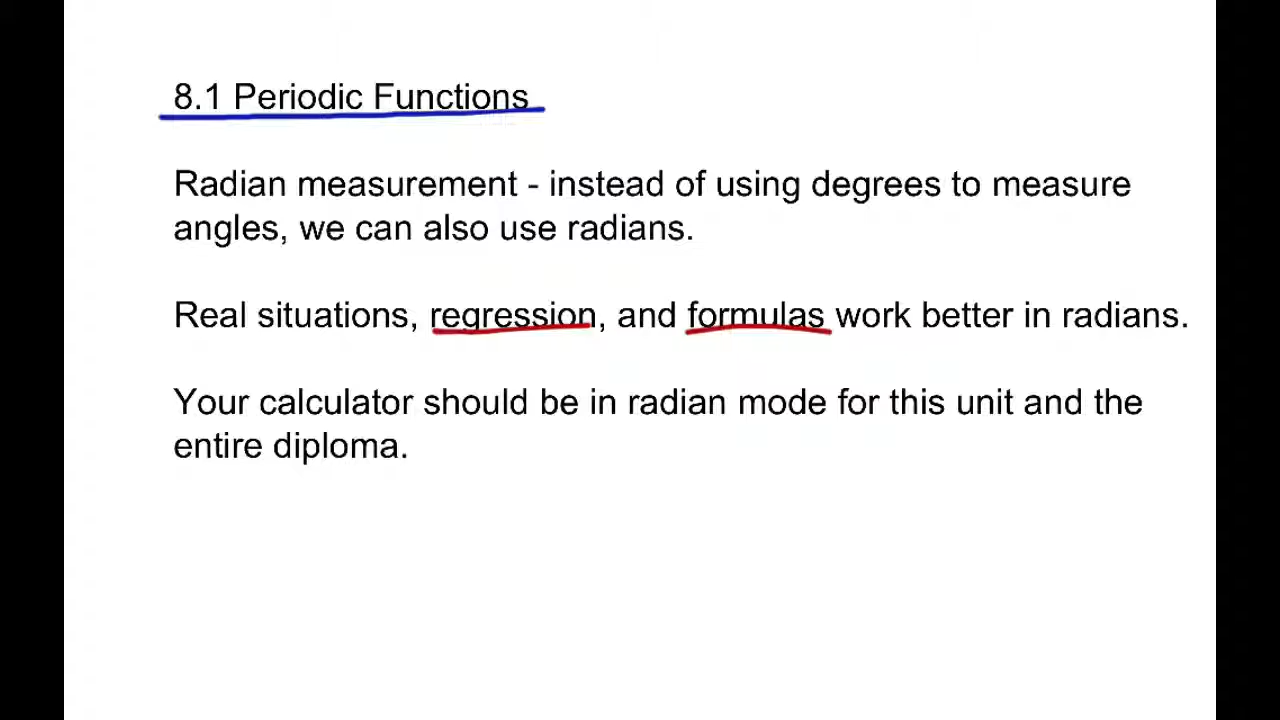 8.1 Periodic Functions
Radian measurement - instead of using degrees to measure
angles, we can also use radians.
Real situations, regression, and formulas work better in radians.
Your calculator should be in radian mode for this unit and the
entire diploma.